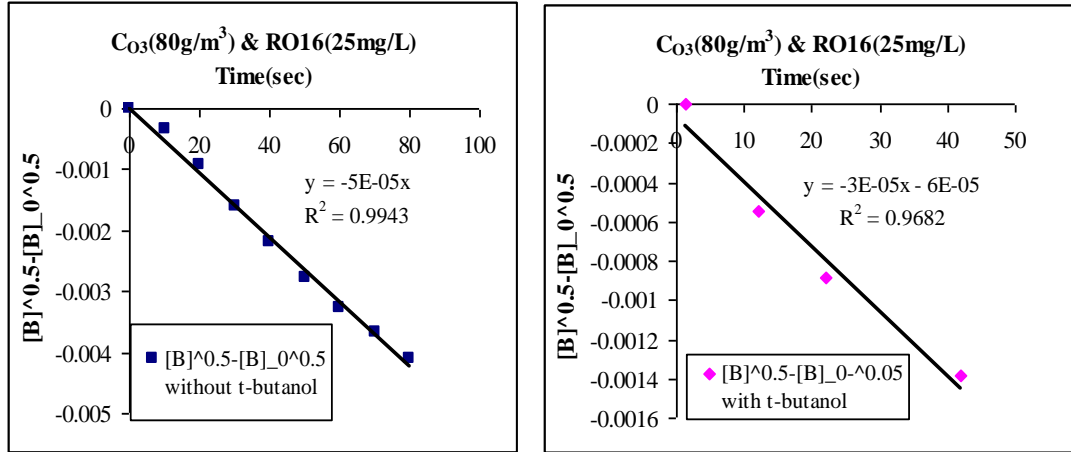 C_O3(80g/m^3) & RO16(25mg/L)
Time(sec)
0
-0.001
-0.002
-0.003
-0.004
-0.005
0
20
40
60
80
100
[B]^0.5-[B]_0^0.5
y = -5E-05x
R² = 0.9943
[B]^0.5-[B]_0^0.5
without t-butanol
C_O3(80g/m^3) & RO16(25mg/L)
Time(sec)
0
-0.0002
-0.0004
-0.0006
-0.0008
-0.001
-0.0012
-0.0014
-0.0016
0
10
20
30
40
50
[B]^0.5-[B]_0^0.5
y = -3E-05x - 6E-05
R² = 0.9682
[B]^0.5-[B]_0-^0.05
with t-butanol